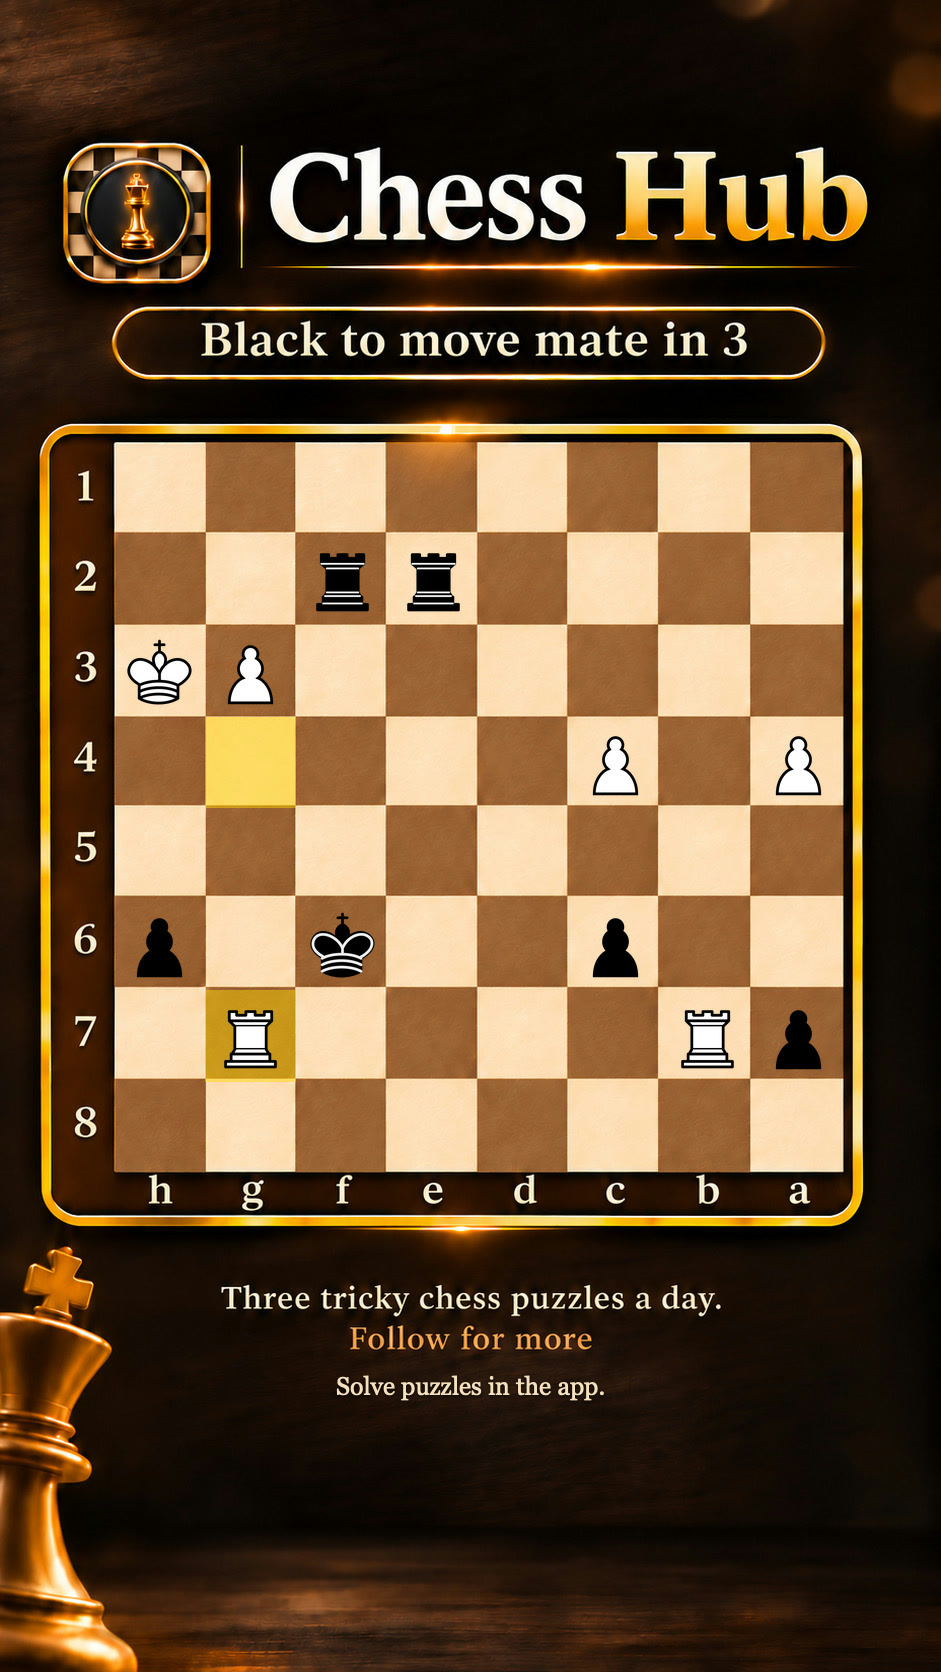 Chess Hub
Black to move mate in 3
1
2
3
4
5
6
7
8
h g f e d c b a
Three tricky chess puzzles a day.
Follow for more
Solve puzzles in the app.